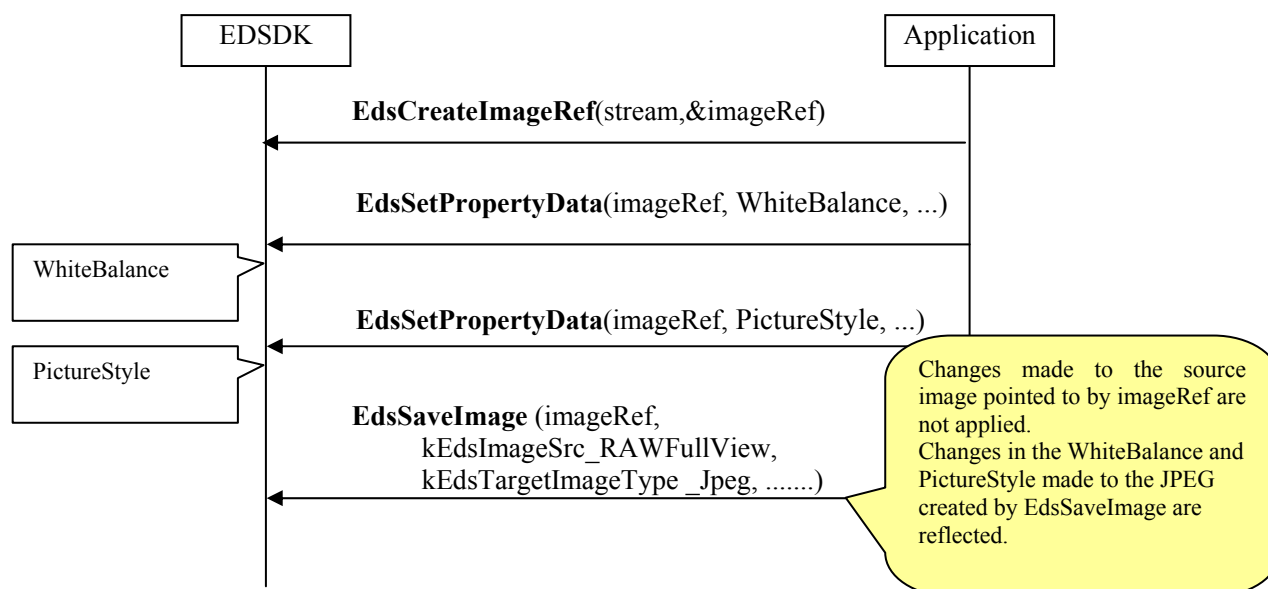 EDSDK
Application
EdsCreateImageRef(stream,&imageRef)
EdsSetPropertyData(imageRef, WhiteBalance, ...)
WhiteBalance
EdsSetPropertyData(imageRef, PictureStyle, ...)
PictureStyle
EdsSaveImage (imageRef,
kEdsImageSrc_RAWFullView,
kEdsTargetImageType _Jpeg, .......)
Changes made to the source
image pointed to by imageRef are
not applied.
Changes in the WhiteBalance and
PictureStyle made to the JPEG
created by EdsSaveImage are
reflected.